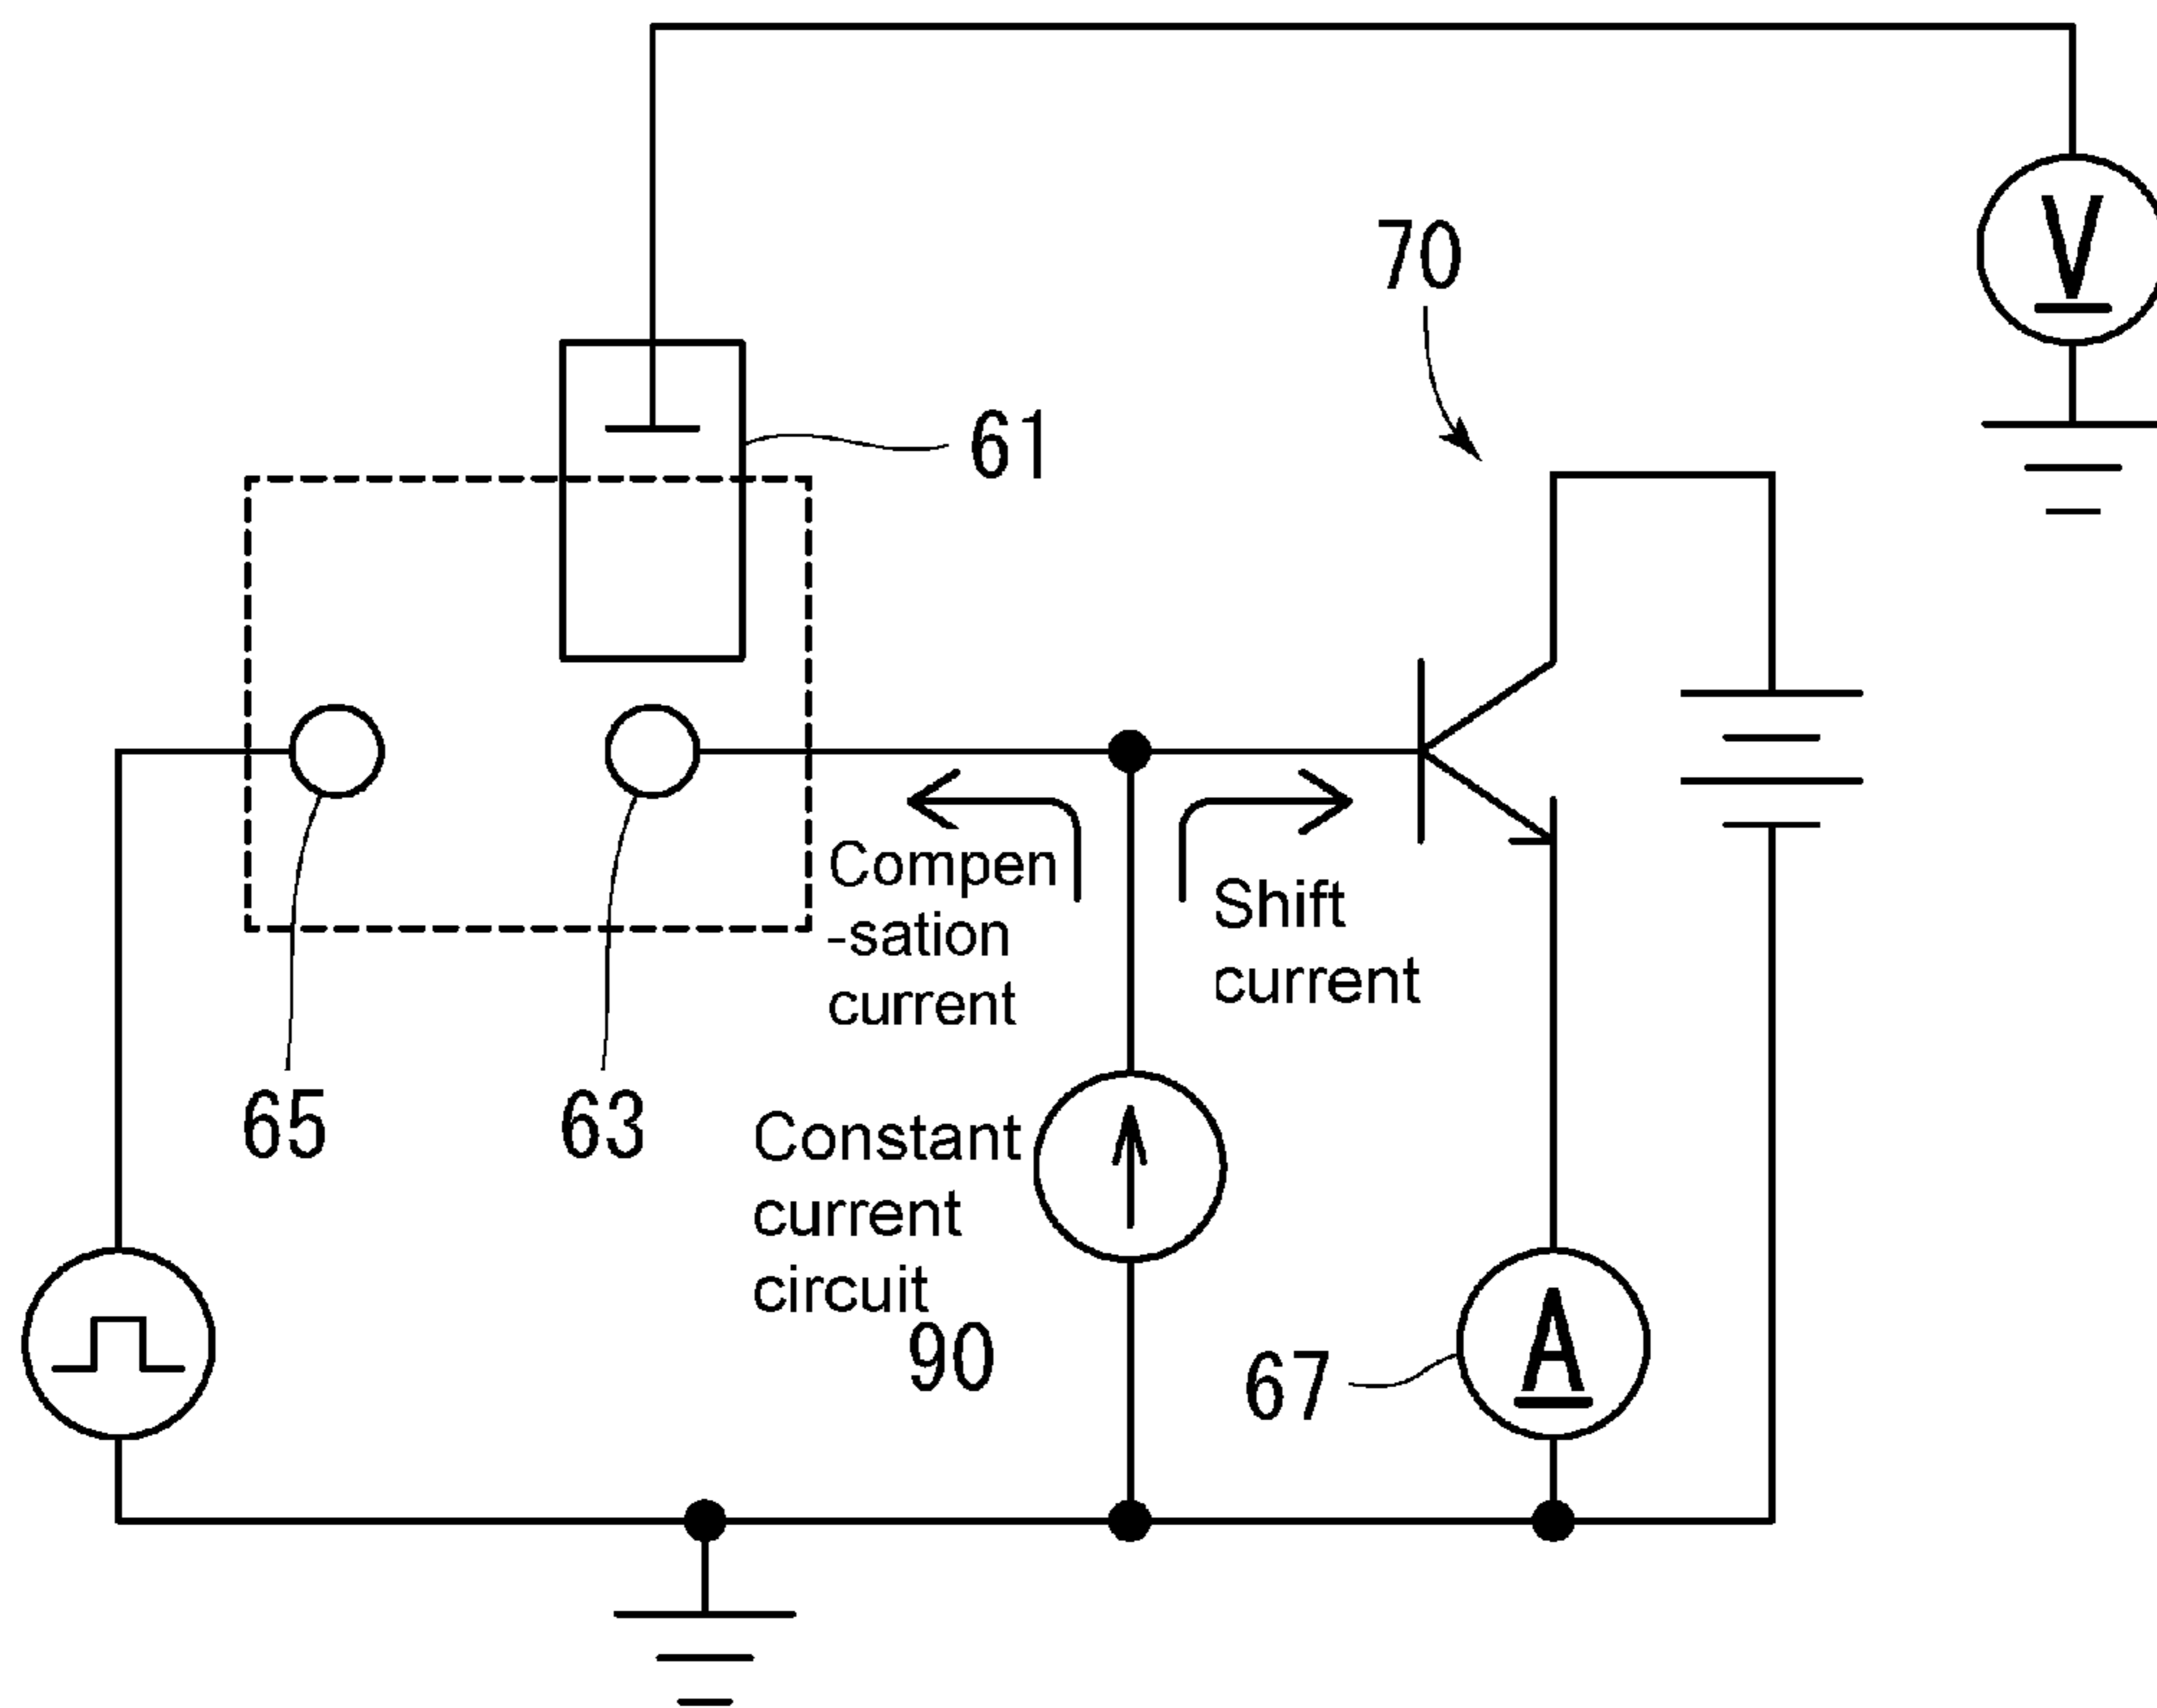 V
70
61
Compen
-sation
current
Shift
current
65
63
Constant
current
circuit
90
67
A